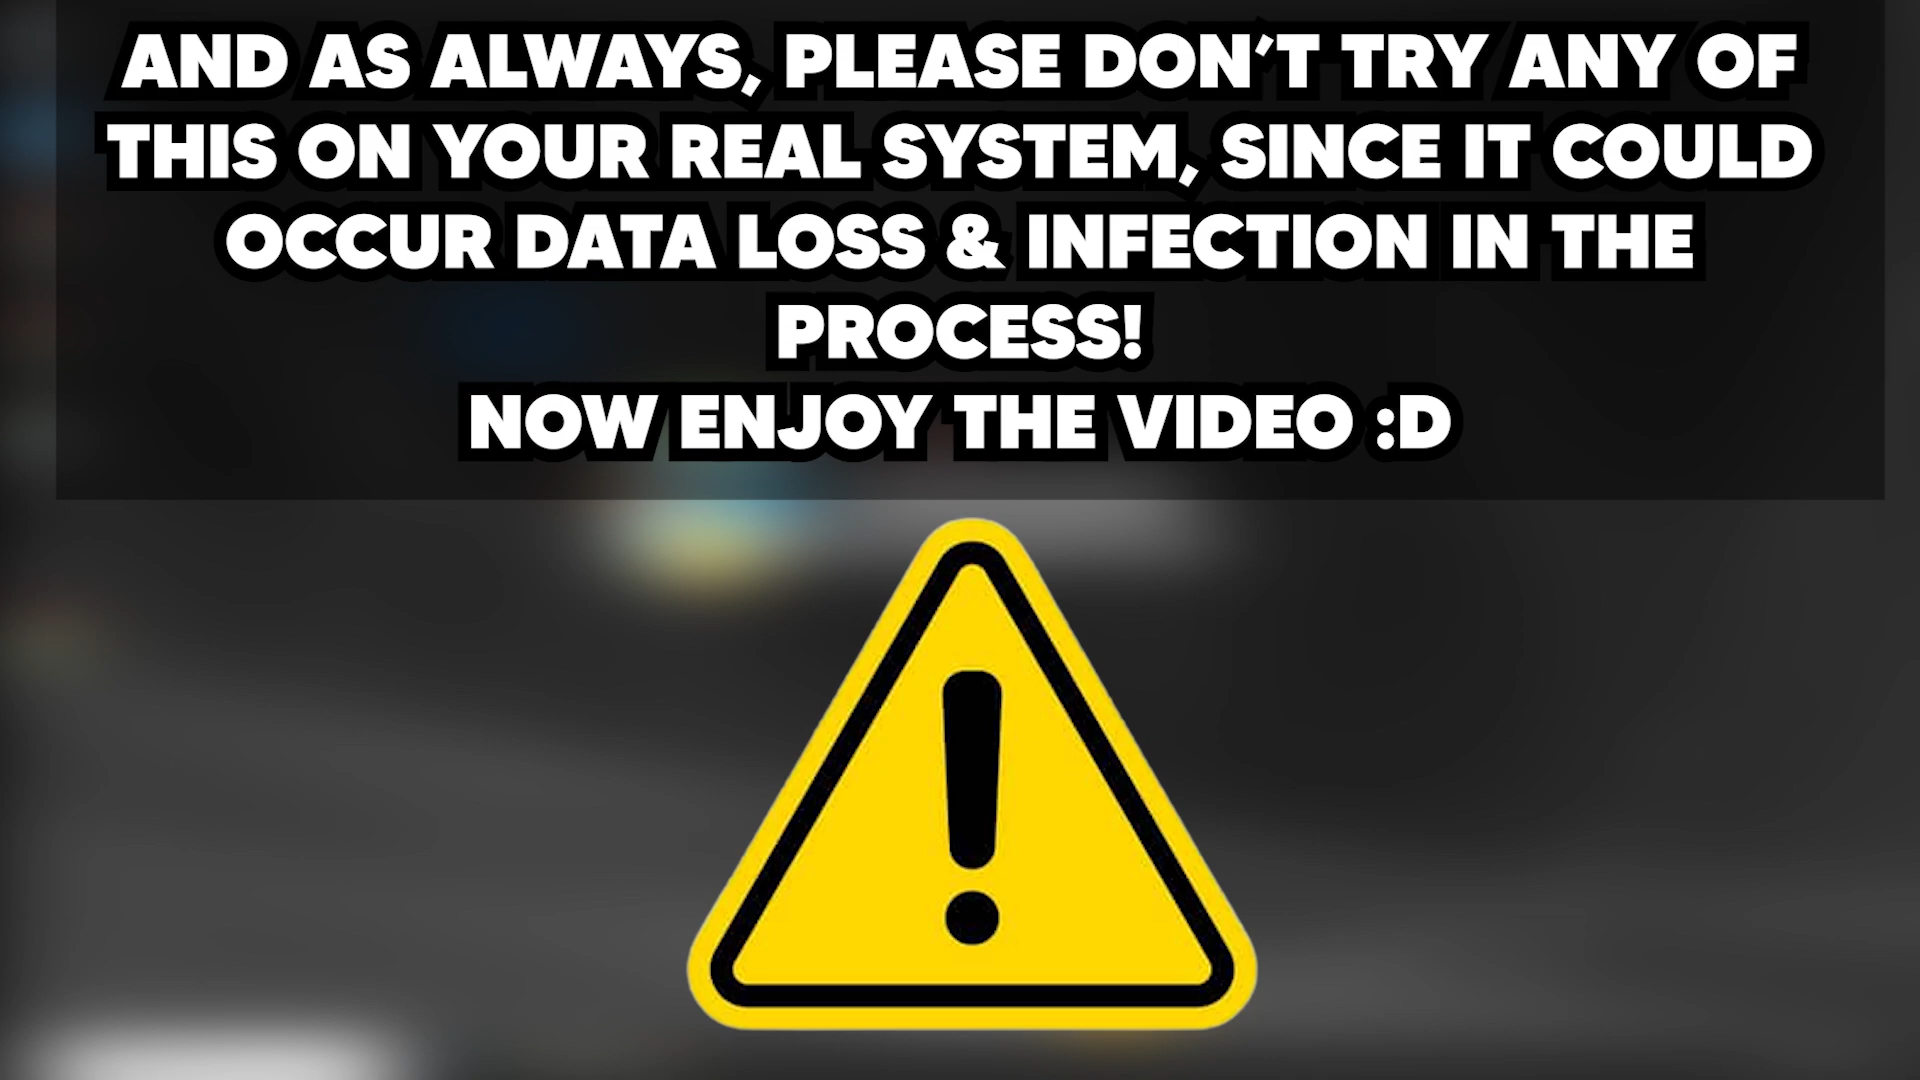 AND AS ALWAYS, PLEASE DON'T TRY ANY OF
THIS ON YOUR REAL SYSTEM, SINCE IT COULD
OCCUR DATA LOSS & INFECTION IN THE
PROCESS!
NOW ENJOY THE VIDEO :D